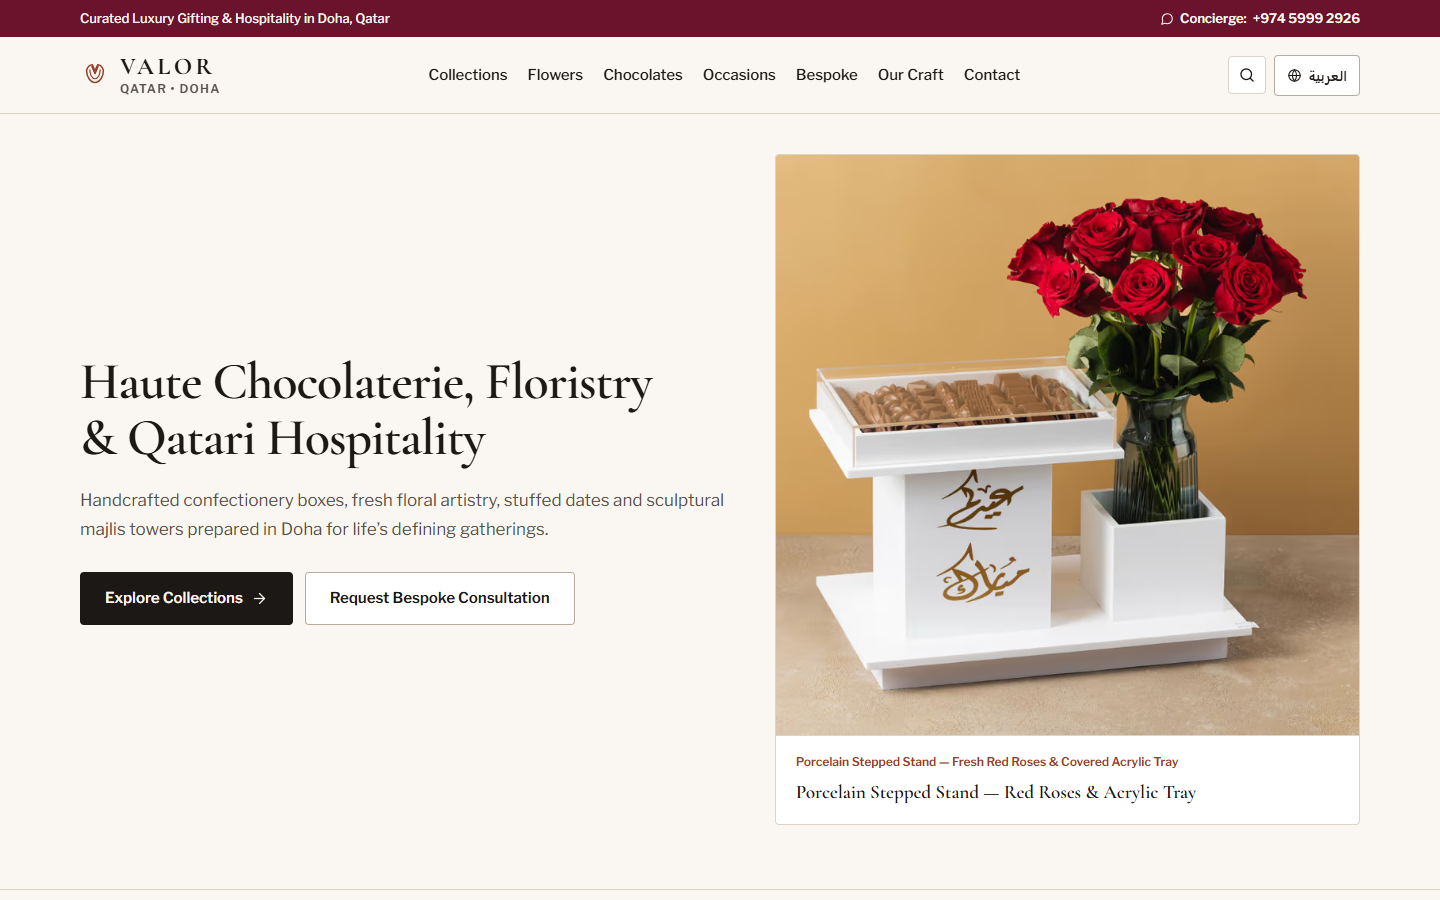 Curated Luxury Gifting & Hospitality in Doha, Qatar
Concierge: +974 5999 2926
VALOR
QATAR • DOHA
Collections
Flowers
Chocolates
Occasions
Bespoke
Our Craft
Contact
العربية
Haute Chocolaterie, Floristry
& Qatari Hospitality
Handcrafted confectionery boxes, fresh floral artistry, stuffed dates and sculptural
majlis towers prepared in Doha for life's defining gatherings.
Explore Collections →
Request Bespoke Consultation
مبارك
Porcelain Stepped Stand — Fresh Red Roses & Covered Acrylic Tray
Porcelain Stepped Stand — Red Roses & Acrylic Tray